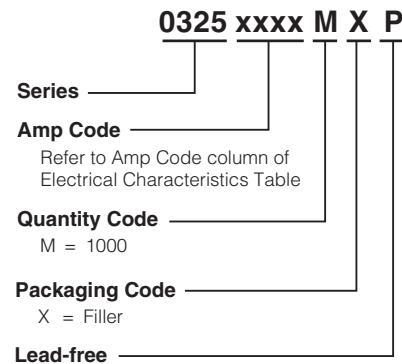 0325 xxxx M X P
Series
Amp Code
Refer to Amp Code column of
Electrical Characteristics Table
Quantity Code
M = 1000
Packaging Code
X = Filler
Lead-free